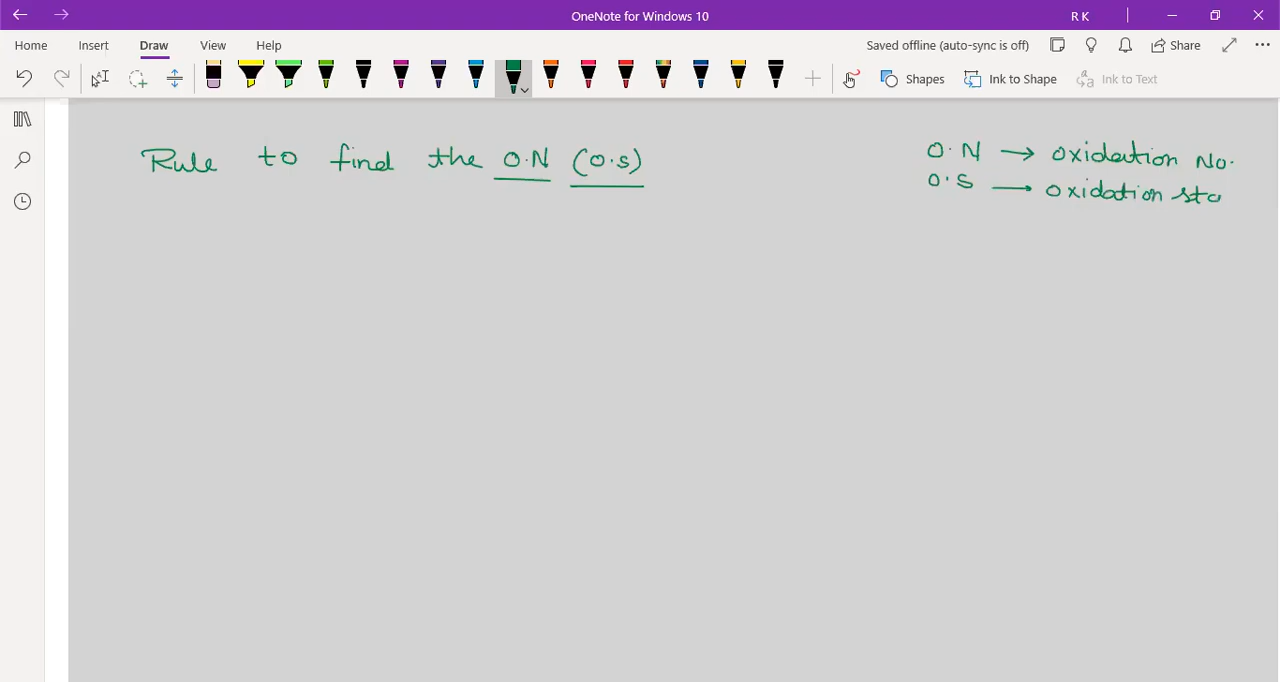 OneNote for Windows 10
R K
Home Insert Draw View Help
Saved offline (auto-sync is off) Share
Shapes Ink to Shape Ink to Text
Rule to find the O.N (O.S)
O.N → oxidation No.
O.S → oxidation sta